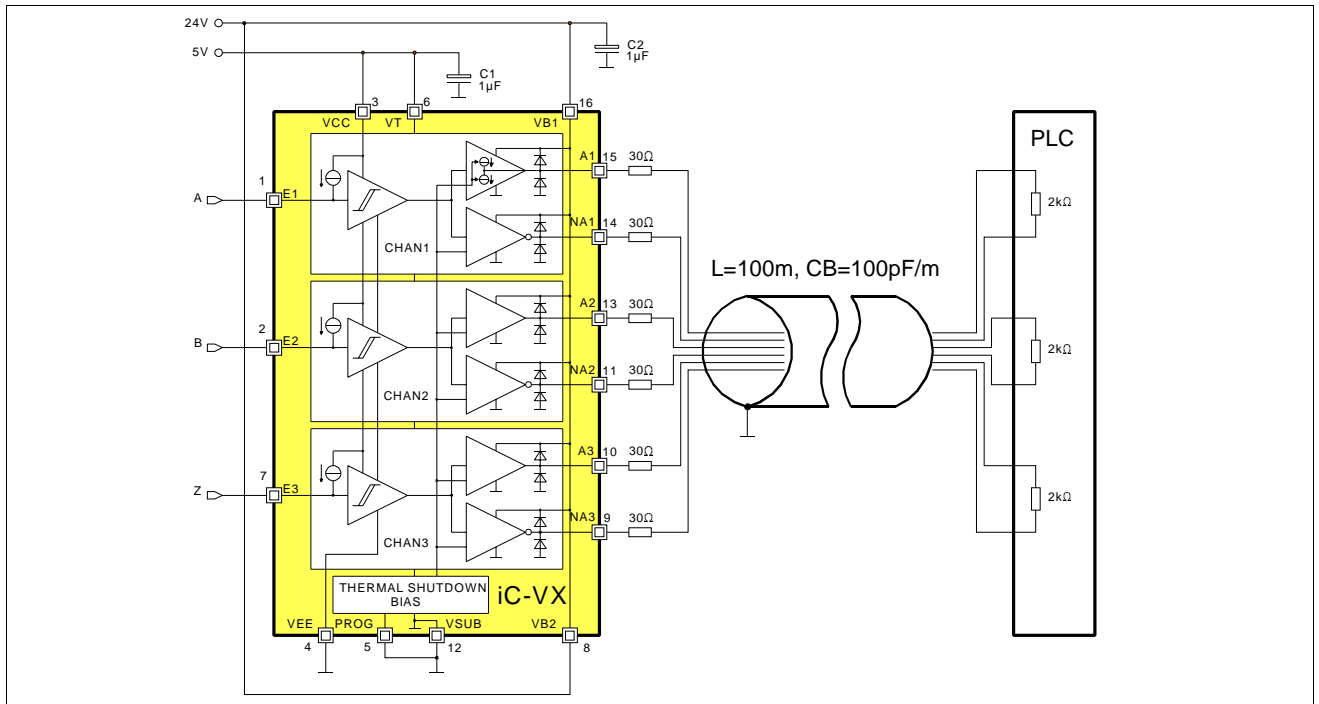 24V
5V
C2
1µF
C1
1µF
3
6
16
VCC
VT
VB1
PLC
A1
15
30Ω
1
A
E1
2kΩ
NA1
14
30Ω
CHAN1
L=100m, CB=100pF/m
A2
13
30Ω
2
B
E2
2kΩ
NA2
11
30Ω
CHAN2
A3
10
30Ω
7
Z
E3
2kΩ
NA3
9
30Ω
CHAN3
THERMAL SHUTDOWN
BIAS
iC-VX
VEE
PROG
VSUB
VB2
4
5
12
8